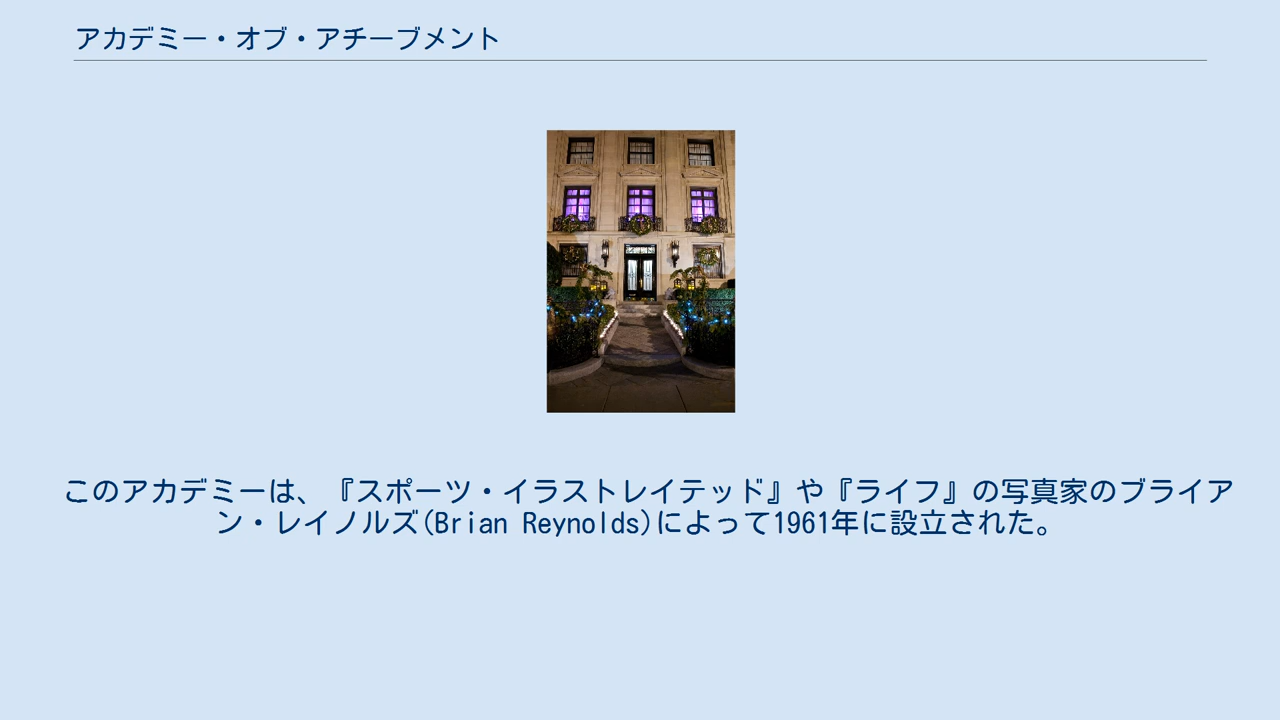 アカデミー・オブ・アチーブメント
このアカデミーは、『スポーツ・イラストレイテッド』や『ライフ』の写真家のブライア
ン・レイノルズ(Brian Reynolds)によって1961年に設立された。